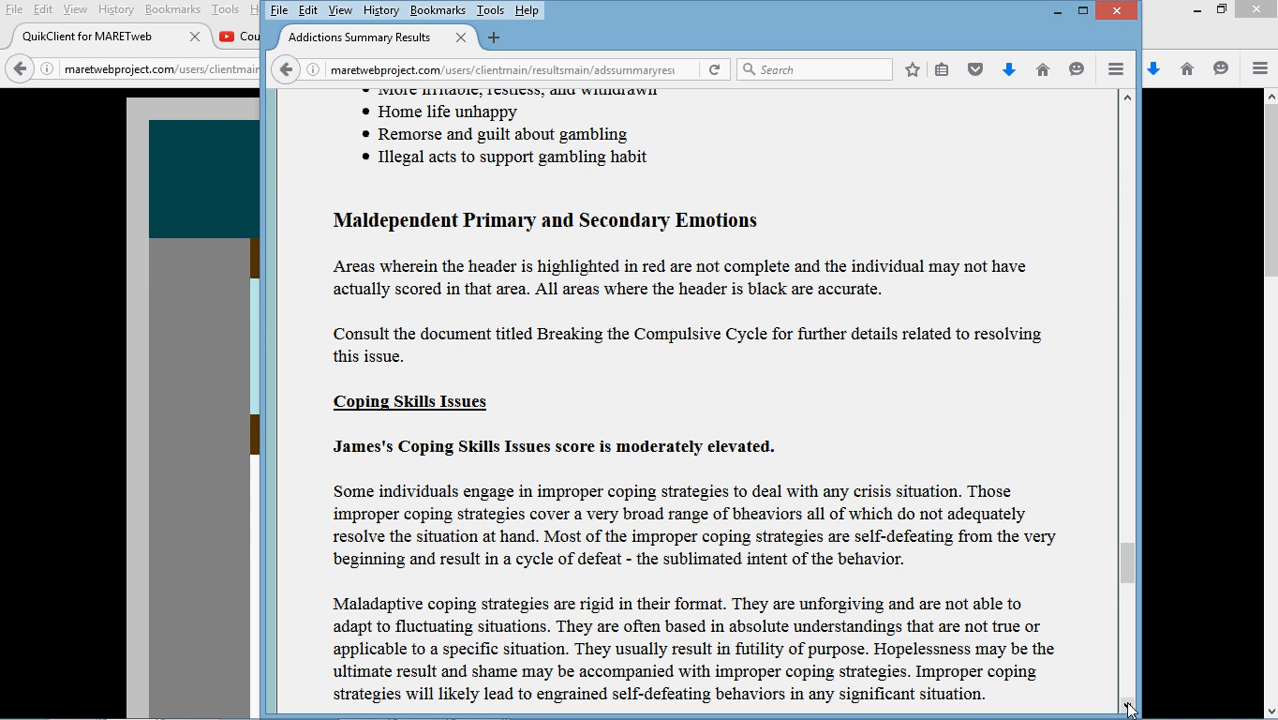 File Edit View History Bookmarks Tools H
QuikClient for MARETweb
Cou
maretwebproject.com/users/clientmain
File Edit View History Bookmarks Tools Help
Addictions Summary Results
maretwebproject.com/users/clientmain/resultsmain/adssummaryresu
Search
More irritable, restless, and withdrawn
Home life unhappy
Remorse and guilt about gambling
Illegal acts to support gambling habit
Maldependent Primary and Secondary Emotions
Areas wherein the header is highlighted in red are not complete and the individual may not have
actually scored in that area. All areas where the header is black are accurate.
Consult the document titled Breaking the Compulsive Cycle for further details related to resolving
this issue.
Coping Skills Issues
James's Coping Skills Issues score is moderately elevated.
Some individuals engage in improper coping strategies to deal with any crisis situation. Those
improper coping strategies cover a very broad range of bheaviors all of which do not adequately
resolve the situation at hand. Most of the improper coping strategies are self-defeating from the very
beginning and result in a cycle of defeat - the sublimated intent of the behavior.
Maladaptive coping strategies are rigid in their format. They are unforgiving and are not able to
adapt to fluctuating situations. They are often based in absolute understandings that are not true or
applicable to a specific situation. They usually result in futility of purpose. Hopelessness may be the
ultimate result and shame may be accompanied with improper coping strategies. Improper coping
strategies will likely lead to engrained self-defeating behaviors in any significant situation.